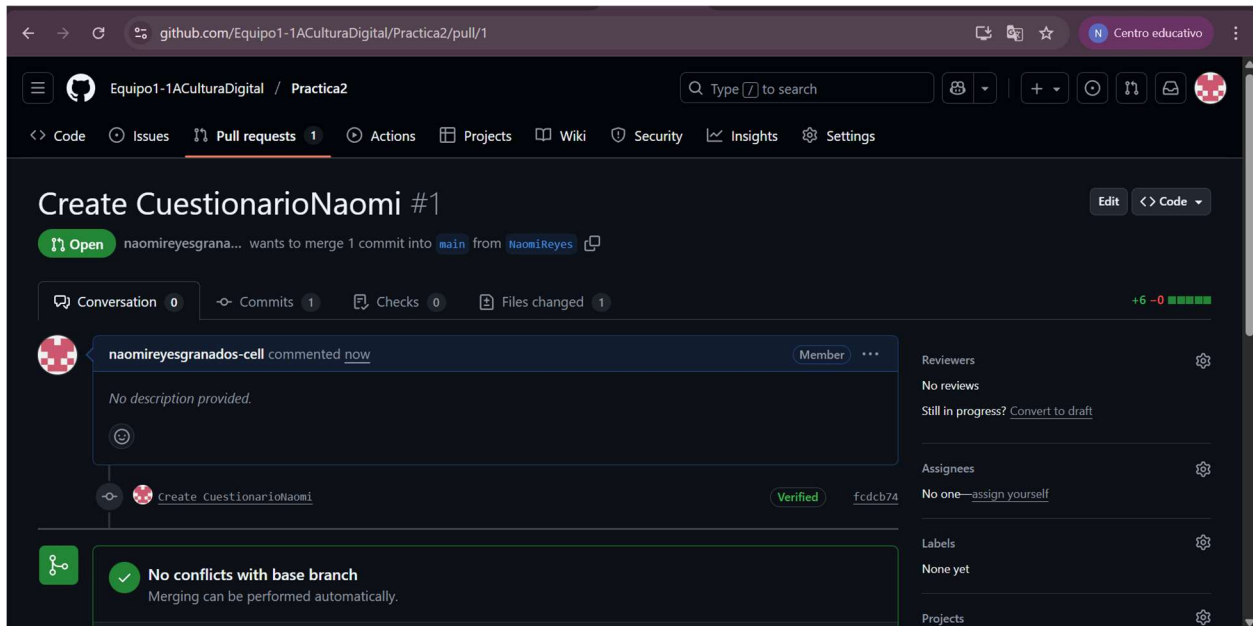 github.com/Equipo1-1ACulturaDigital/Practica2/pull/1
N Centro educativo
Equipo1-1ACulturaDigital / Practica2
Type / to search
Code Issues Pull requests 1 Actions Projects Wiki Security Insights Settings
Create CuestionarioNaomi #1
Edit <> Code
Open naomireyesgrana... wants to merge 1 commit into main from NaomiReyes
Conversation 0 Commits 1 Checks 0 Files changed 1
+6 −0
naomireyesgranados-cell commented now
Member ...
No description provided.
Create CuestionarioNaomi
Verified fcdcb74
No conflicts with base branch
Merging can be performed automatically.
Reviewers
No reviews
Still in progress? Convert to draft
Assignees
No one—assign yourself
Labels
None yet
Projects